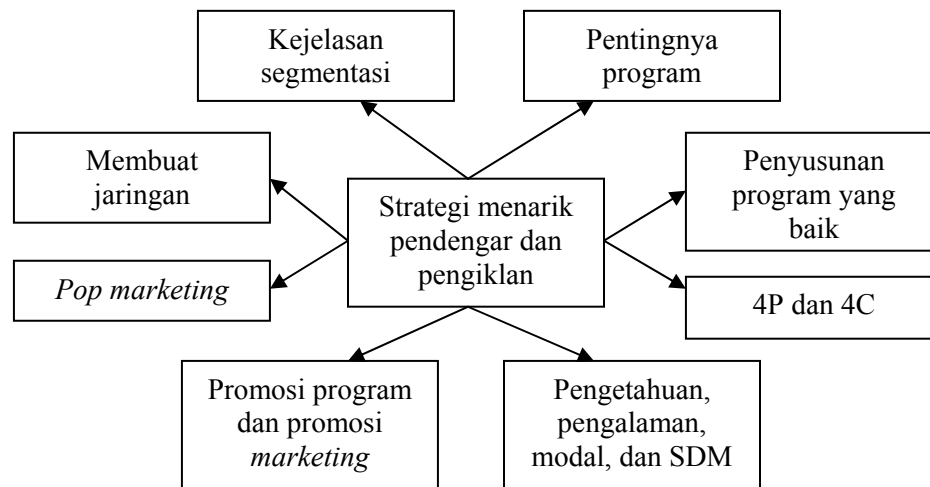 Kejelasan
segmentasi
Pentingnya
program
Membuat
jaringan
Strategi menarik
pendengar dan
pengiklan
Penyusunan
program yang
baik
Pop marketing
4P dan 4C
Promosi program
dan promosi
marketing
Pengetahuan,
pengalaman,
modal, dan SDM